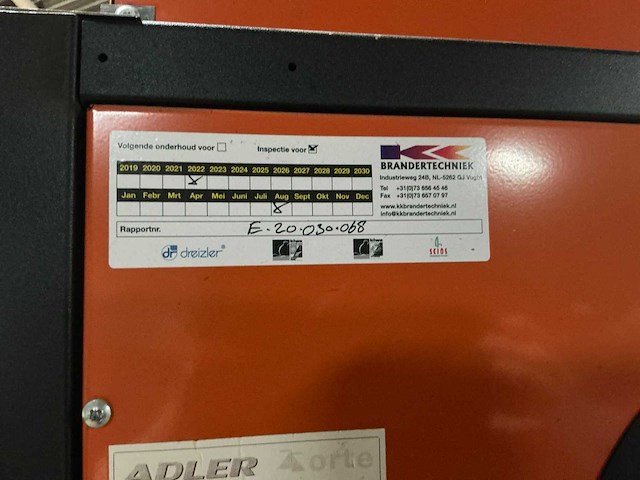 Volgende onderhoud voor Inspectie voor
2019 2020 2021 2022 2023 2024 2025 2026 2027 2028 2029 2030
Jan Febr Mrt Apr Mei Juni Juli Aug Sept Okt Nov Dec
Rapportnr. E-20-030-068
BRANDERTECHNIEK
Industrieweg 24B, NL-5262 GJ Vught
Tel +31(0)73 656 45 46
Fax +31(0)73 657 07 97
www.kkbrandertechniek.nl
info@kkbrandertechniek.nl
dr dreizler®
SCIOS
ADLER